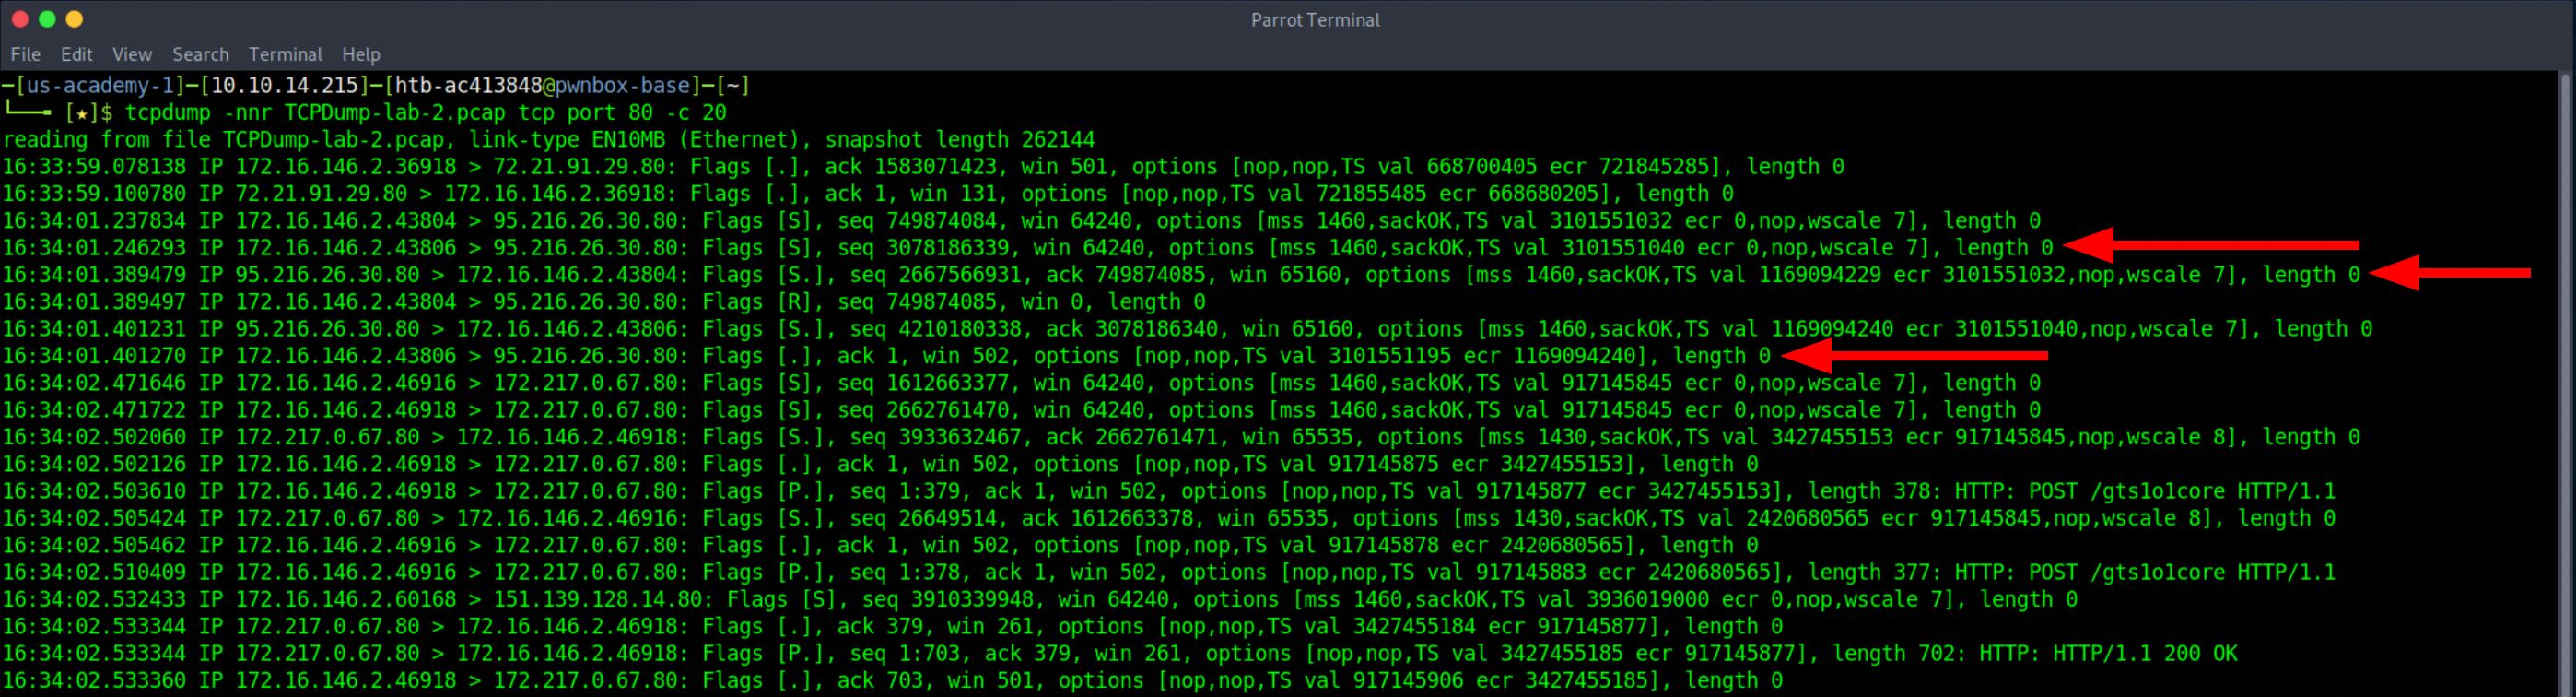 Parrot Terminal
File Edit View Search Terminal Help
─[us-academy-1]─[10.10.14.215]─[htb-ac413848@pwnbox-base]─[~]
└──╼ [★]$ tcpdump -nnr TCPDump-lab-2.pcap tcp port 80 -c 20
reading from file TCPDump-lab-2.pcap, link-type EN10MB (Ethernet), snapshot length 262144
16:33:59.078138 IP 172.16.146.2.36918 > 72.21.91.29.80: Flags [.], ack 1583071423, win 501, options [nop,nop,TS val 668700405 ecr 721845285], length 0
16:33:59.100780 IP 72.21.91.29.80 > 172.16.146.2.36918: Flags [.], ack 1, win 131, options [nop,nop,TS val 721855485 ecr 668680205], length 0
16:34:01.237834 IP 172.16.146.2.43804 > 95.216.26.30.80: Flags [S], seq 749874084, win 64240, options [mss 1460,sackOK,TS val 3101551032 ecr 0,nop,wscale 7], length 0
16:34:01.246293 IP 172.16.146.2.43806 > 95.216.26.30.80: Flags [S], seq 3078186339, win 64240, options [mss 1460,sackOK,TS val 3101551040 ecr 0,nop,wscale 7], length 0
16:34:01.389479 IP 95.216.26.30.80 > 172.16.146.2.43804: Flags [S.], seq 2667566931, ack 749874085, win 65160, options [mss 1460,sackOK,TS val 1169094229 ecr 3101551032,nop,wscale 7], length 0
16:34:01.389497 IP 172.16.146.2.43804 > 95.216.26.30.80: Flags [R], seq 749874085, win 0, length 0
16:34:01.401231 IP 95.216.26.30.80 > 172.16.146.2.43806: Flags [S.], seq 4210180338, ack 3078186340, win 65160, options [mss 1460,sackOK,TS val 1169094240 ecr 3101551040,nop,wscale 7], length 0
16:34:01.401270 IP 172.16.146.2.43806 > 95.216.26.30.80: Flags [.], ack 1, win 502, options [nop,nop,TS val 3101551195 ecr 1169094240], length 0
16:34:02.471646 IP 172.16.146.2.46916 > 172.217.0.67.80: Flags [S], seq 1612663377, win 64240, options [mss 1460,sackOK,TS val 917145845 ecr 0,nop,wscale 7], length 0
16:34:02.471722 IP 172.16.146.2.46918 > 172.217.0.67.80: Flags [S], seq 2662761470, win 64240, options [mss 1460,sackOK,TS val 917145845 ecr 0,nop,wscale 7], length 0
16:34:02.502060 IP 172.217.0.67.80 > 172.16.146.2.46918: Flags [S.], seq 3933632467, ack 2662761471, win 65535, options [mss 1430,sackOK,TS val 3427455153 ecr 917145845,nop,wscale 8], length 0
16:34:02.502126 IP 172.16.146.2.46918 > 172.217.0.67.80: Flags [.], ack 1, win 502, options [nop,nop,TS val 917145875 ecr 3427455153], length 0
16:34:02.503610 IP 172.16.146.2.46918 > 172.217.0.67.80: Flags [P.], seq 1:379, ack 1, win 502, options [nop,nop,TS val 917145877 ecr 3427455153], length 378: HTTP: POST /gts1o1core HTTP/1.1
16:34:02.505424 IP 172.217.0.67.80 > 172.16.146.2.46916: Flags [S.], seq 26649514, ack 1612663378, win 65535, options [mss 1430,sackOK,TS val 2420680565 ecr 917145845,nop,wscale 8], length 0
16:34:02.505462 IP 172.16.146.2.46916 > 172.217.0.67.80: Flags [.], ack 1, win 502, options [nop,nop,TS val 917145878 ecr 2420680565], length 0
16:34:02.510409 IP 172.16.146.2.46916 > 172.217.0.67.80: Flags [P.], seq 1:378, ack 1, win 502, options [nop,nop,TS val 917145883 ecr 2420680565], length 377: HTTP: POST /gts1o1core HTTP/1.1
16:34:02.532433 IP 172.16.146.2.60168 > 151.139.128.14.80: Flags [S], seq 3910339948, win 64240, options [mss 1460,sackOK,TS val 3936019000 ecr 0,nop,wscale 7], length 0
16:34:02.533344 IP 172.217.0.67.80 > 172.16.146.2.46918: Flags [.], ack 379, win 261, options [nop,nop,TS val 3427455184 ecr 917145877], length 0
16:34:02.533344 IP 172.217.0.67.80 > 172.16.146.2.46918: Flags [P.], seq 1:703, ack 379, win 261, options [nop,nop,TS val 3427455185 ecr 917145877], length 702: HTTP: HTTP/1.1 200 OK
16:34:02.533360 IP 172.16.146.2.46918 > 172.217.0.67.80: Flags [.], ack 703, win 501, options [nop,nop,TS val 917145906 ecr 3427455185], length 0